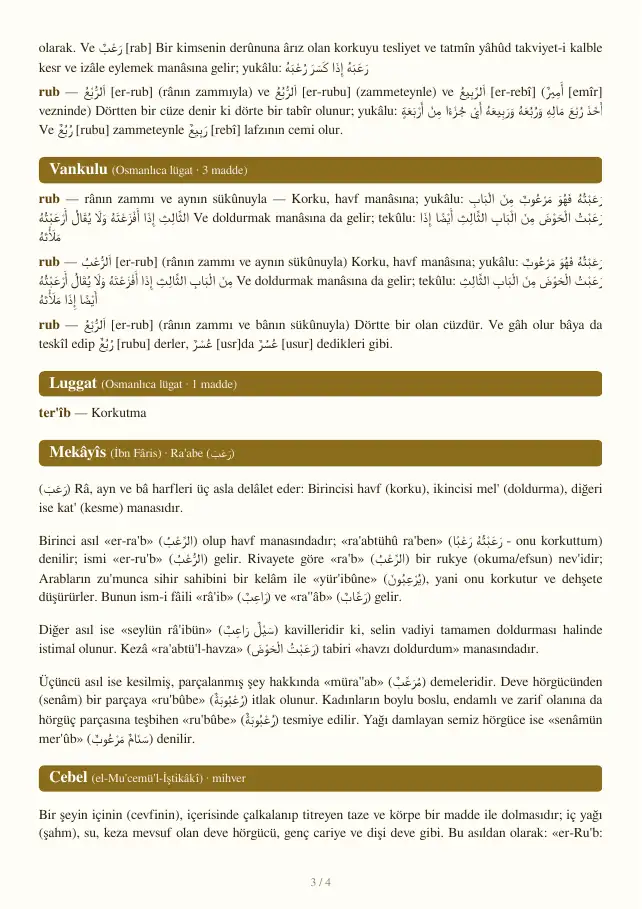 olarak. Ve رَعْبٌ [rab] Bir kimsenin derûnuna ârız olan korkuyu tesliyet ve tatmîn yâhûd takviyet-i kalble
kesr ve izâle eylemek manâsına gelir; yukâlu: رَعَبَهُ إِذَا كَسَرَ رُعْبَهُ
rub — اَلرُّبْعُ [er-rub] (rânın zammıyla) ve اَلرُّبُعُ [er-rubu] (zammeteynle) ve اَلرَّبِيعُ [er-rebî] (أَمِيرٌ [emîr]
vezninde) Dörtten bir cüze denir ki dörte bir tabîr olunur; yukâlu: أَخَذَ رُبْعَ مَالِهِ وَرُبُعَهُ وَرَبِيعَهُ أَيْ جُزْءًا مِنْ أَرْبَعَةٍ
Ve رُبُعٌ [rubu] zammeteynle رَبِيعٌ [rebî] lafzının cemi olur.
Vankulu (Osmanlıca lügat · 3 madde)
rub — rânın zammı ve aynın sükûnuyla — Korku, havf manâsına; yukâlu: رَعَبْتُهُ فَهُوَ مَرْعُوبٌ مِنَ الْبَابِ
الثَّالِثِ إِذَا أَفْزَعْتَهُ وَلَا يُقَالُ أَرْعَبْتُهُ Ve doldurmak manâsına da gelir; tekûlu: رَعَبْتُ الْحَوْضَ مِنَ الْبَابِ الثَّالِثِ أَيْضًا إِذَا
مَلَأْتَهُ
rub — اَلرُّعْبُ [er-rub] (rânın zammı ve aynın sükûnuyla) Korku, havf manâsına; yukâlu: رَعَبْتُهُ فَهُوَ مَرْعُوبٌ
مِنَ الْبَابِ الثَّالِثِ إِذَا أَفْزَعْتَهُ وَلَا يُقَالُ أَرْعَبْتُهُ Ve doldurmak manâsına da gelir; tekûlu: رَعَبْتُ الْحَوْضَ مِنَ الْبَابِ الثَّالِثِ
أَيْضًا إِذَا مَلَأْتَهُ
rub — اَلرُّبْعُ [er-rub] (rânın zammı ve bânın sükûnuyla) Dörtte bir olan cüzdür. Ve gâh olur bâya da
teskîl edip رُبُعٌ [rubu] derler, عُسْرٌ [usr]da عُسُرٌ [usur] dedikleri gibi.
Luggat (Osmanlıca lügat · 1 madde)
ter'îb — Korkutma
Mekâyîs (İbn Fâris) · Ra'abe (رَعَبَ)
(رَعَبَ) Râ, ayn ve bâ harfleri üç asla delâlet eder: Birincisi havf (korku), ikincisi mel' (doldurma), diğeri
ise kat' (kesme) manasıdır.
Birinci asıl «er-ra'b» (الرَّعْبُ) olup havf manasındadır; «ra'abtühû ra'ben» (رَعَبْتُهُ رَعْبًا - onu korkuttum)
denilir; ismi «er-ru'b» (الرُّعْبُ) gelir. Rivayete göre «ra'b» (الرَّعْبُ) bir rukye (okuma/efsun) nev'idir;
Arabların zu'munca sihir sahibini bir kelâm ile «yür'ibûne» (يُرْعِبُونَ), yani onu korkutur ve dehşete
düşürürler. Bunun ism-i fâili «râ'ib» (رَاعِبٌ) ve «ra''âb» (رَعَّابٌ) gelir.
Diğer asıl ise «seylün râ'ibün» (سَيْلٌ رَاعِبٌ) kavilleridir ki, selin vadiyi tamamen doldurması halinde
istimal olunur. Kezâ «ra'abtü'l-havza» (رَعَبْتُ الْحَوْضَ) tabiri «havzı doldurdum» manasındadır.
Üçüncü asıl ise kesilmiş, parçalanmış şey hakkında «müra''ab» (مُرَعَّبٌ) demeleridir. Deve hörgücünden
(senâm) bir parçaya «ru'bûbe» (رُعْبُوبَةٌ) itlak olunur. Kadınların boylu boslu, endamlı ve zarif olanına da
hörgüç parçasına teşbihen «ru'bûbe» (رُعْبُوبَةٌ) tesmiye edilir. Yağı damlayan semiz hörgüce ise «senâmün
mer'ûb» (سَنَامٌ مَرْعُوبٌ) denilir.
Cebel (el-Mu'cemü'l-İştikâkî) · mihver
Bir şeyin içinin (cevfinin), içerisinde çalkalanıp titreyen taze ve körpe bir madde ile dolmasıdır; iç yağı
(şahm), su, keza mevsuf olan deve hörgücü, genç cariye ve dişi deve gibi. Bu asıldan olarak: «er-Ru'b:
3 / 4